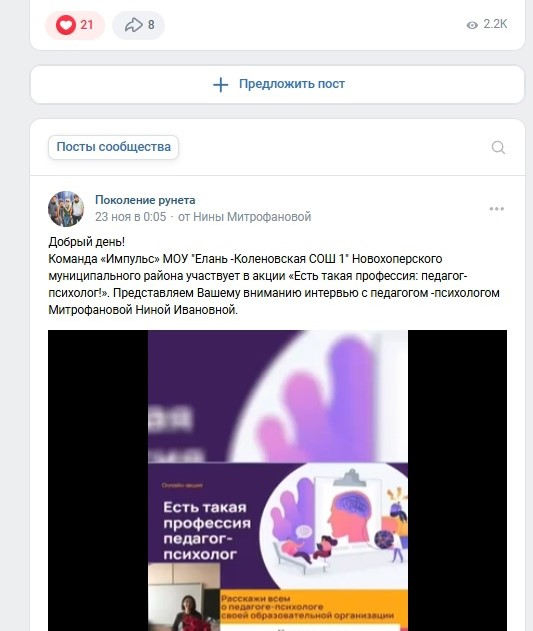 21
8
2.2K
Предложить пост
Посты сообщества
Поколение рунета
23 ноя в 0:05 · от Нины Митрофановой
Добрый день!
Команда «Импульс» МОУ "Елань -Коленовская СОШ 1" Новохоперского
муниципального района участвует в акции «Есть такая профессия: педагог-
психолог!». Представляем Вашему вниманию интервью с педагогом -психологом
Митрофановой Ниной Ивановной.
Онлайн-акция
Есть такая
профессия
педагог-
психолог
Расскажи всем
о педагоге-психологе
своей образовательной организации